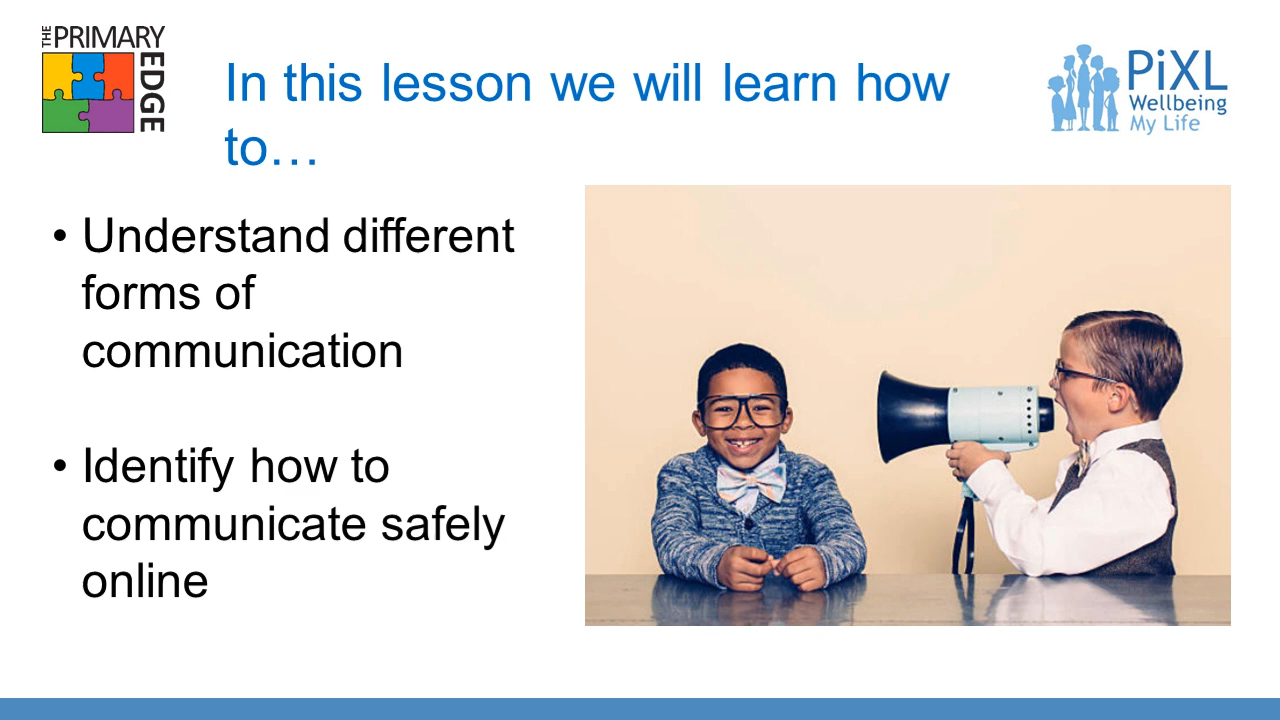 THE PRIMARY
EDGE
In this lesson we will learn how
to…
PiXL
Wellbeing
My Life
• Understand different
forms of
communication
• Identify how to
communicate safely
online